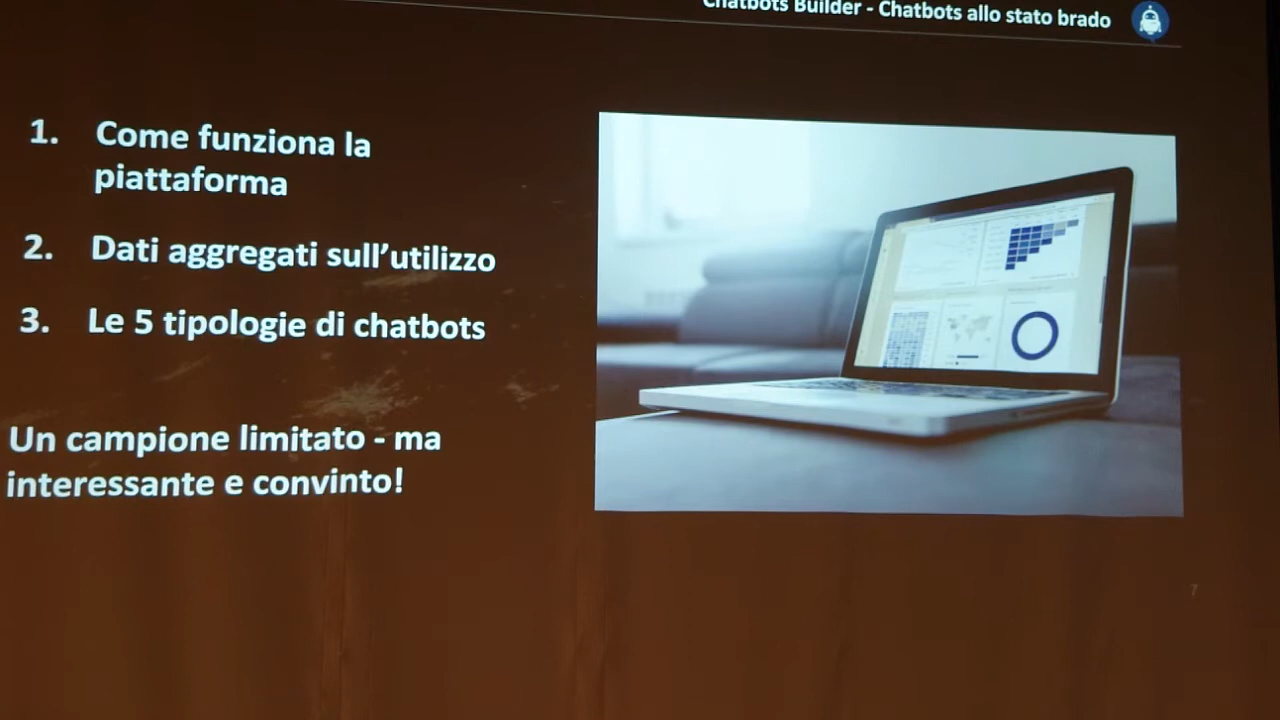 Chatbots Builder - Chatbots allo stato brado
1. Come funziona la
piattaforma
2. Dati aggregati sull’utilizzo
3. Le 5 tipologie di chatbots
Un campione limitato - ma
interessante e convinto!
7